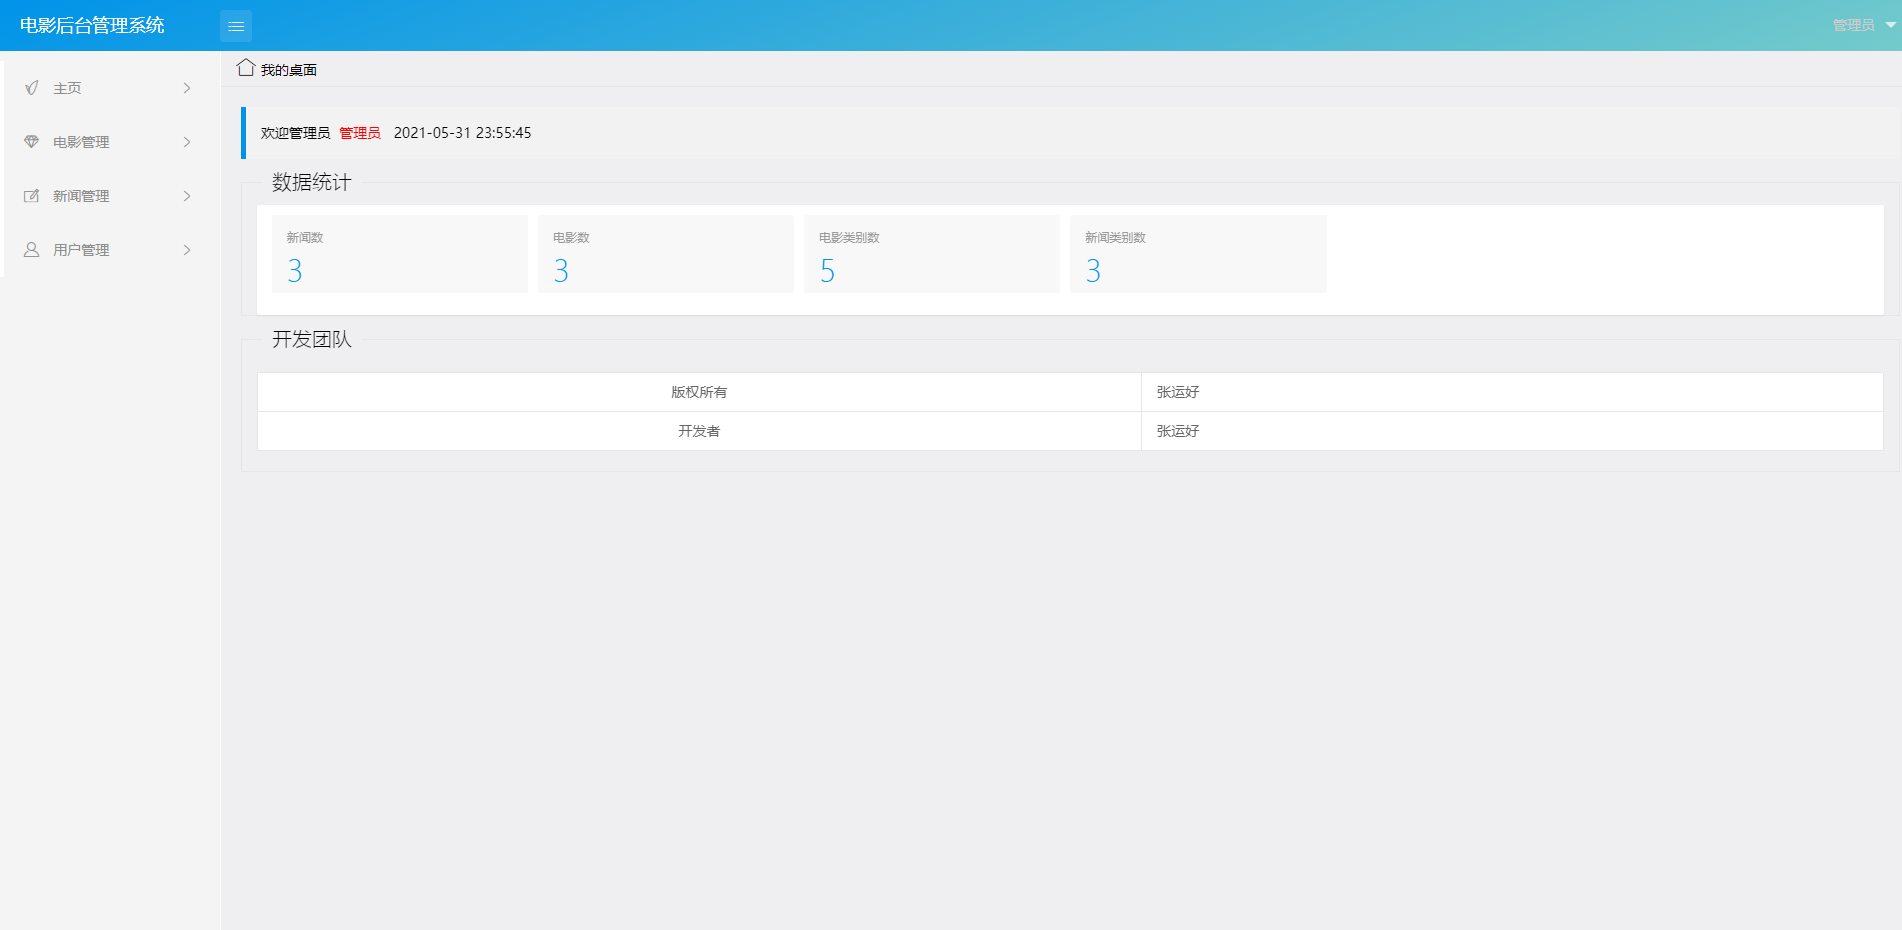 电影后台管理系统
管理员
主页
电影管理
新闻管理
用户管理
我的桌面
欢迎管理员 管理员 2021-05-31 23:55:45
数据统计
新闻数 电影数 电影类别数 新闻类别数
3 3 5 3
开发团队
版权所有 张运好
开发者 张运好